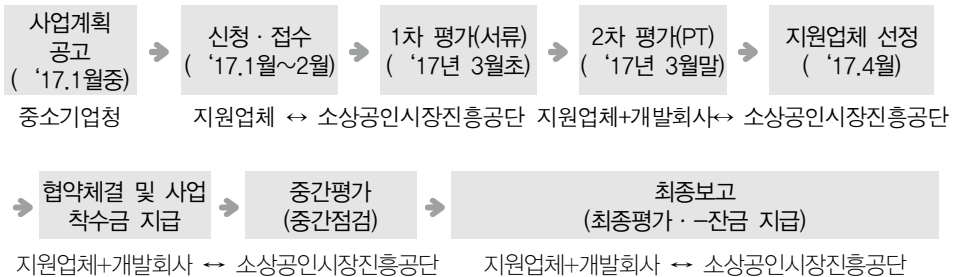 사업계획
공고
( ‘17.1월중)
신청 · 접수
( ‘17.1월~2월)
1차 평가(서류)
( ‘17년 3월초)
2차 평가(PT)
( ‘17년 3월말)
지원업체 선정
( ‘17.4월)
중소기업청
지원업체 ↔ 소상공인시장진흥공단
지원업체+개발회사↔ 소상공인시장진흥공단
협약체결 및 사업
착수금 지급
중간평가
(중간점검)
최종보고
(최종평가 · –잔금 지급)
지원업체+개발회사 ↔ 소상공인시장진흥공단
지원업체+개발회사 ↔ 소상공인시장진흥공단